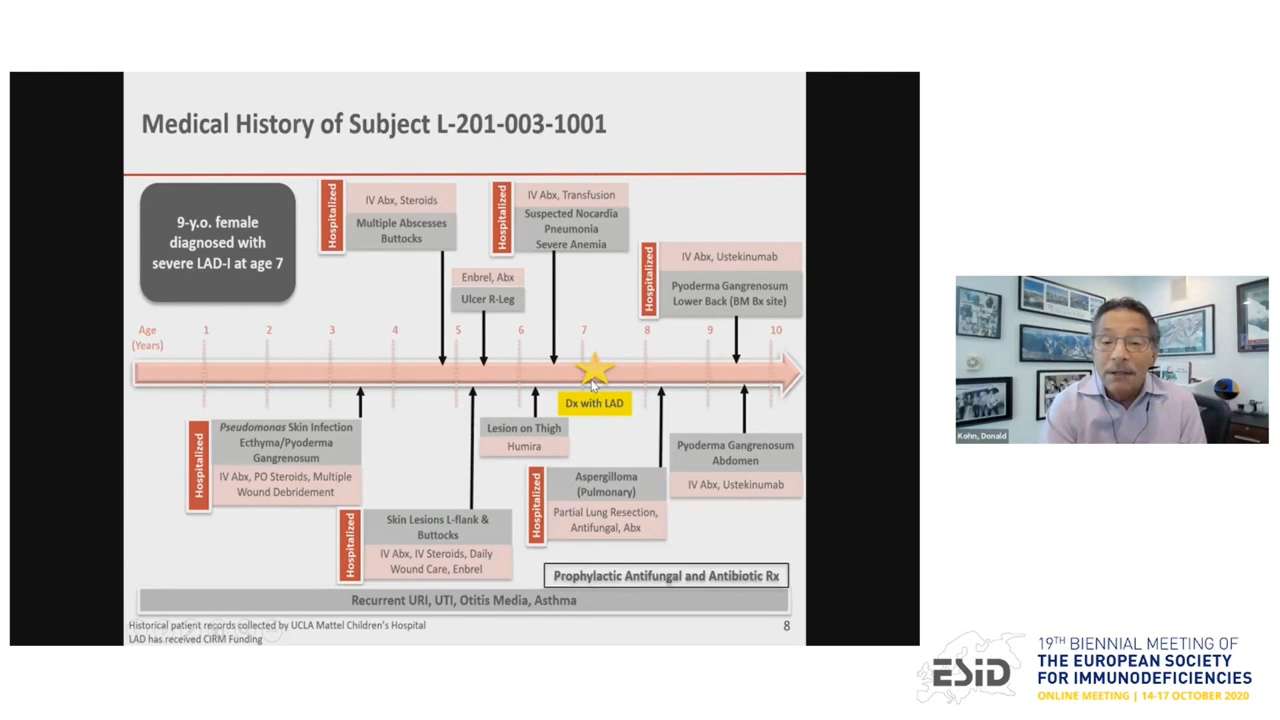 Medical History of Subject L-201-003-1001
9-y.o. female
diagnosed with
severe LAD-I at age 7
Hospitalized
IV Abx, Steroids
Multiple Abscesses
Buttocks
Enbrel, Abx
Ulcer R-Leg
Hospitalized
IV Abx, Transfusion
Suspected Nocardia
Pneumonia
Severe Anemia
Hospitalized
IV Abx, Ustekinumab
Pyoderma Gangrenosum
Lower Back (BM Bx site)
Age
(Years)
1 2 3 4 5 6 7 8 9 10
Dx with LAD
Hospitalized
Pseudomonas Skin Infection
Ecthyma/Pyoderma
Gangrenosum
IV Abx, PO Steroids, Multiple
Wound Debridement
Hospitalized
Skin Lesions L-flank &
Buttocks
IV Abx, IV Steroids, Daily
Wound Care, Enbrel
Lesion on Thigh
Humira
Hospitalized
Aspergilloma
(Pulmonary)
Partial Lung Resection,
Antifungal, Abx
Pyoderma Gangrenosum
Abdomen
IV Abx, Ustekinumab
Prophylactic Antifungal and Antibiotic Rx
Recurrent URI, UTI, Otitis Media, Asthma
Historical patient records collected by UCLA Mattel Children's Hospital
LAD has received CIRM Funding
8
Kohn, Donald
ESiD
19TH BIENNIAL MEETING OF
THE EUROPEAN SOCIETY
FOR IMMUNODEFICIENCIES
ONLINE MEETING | 14-17 OCTOBER 2020